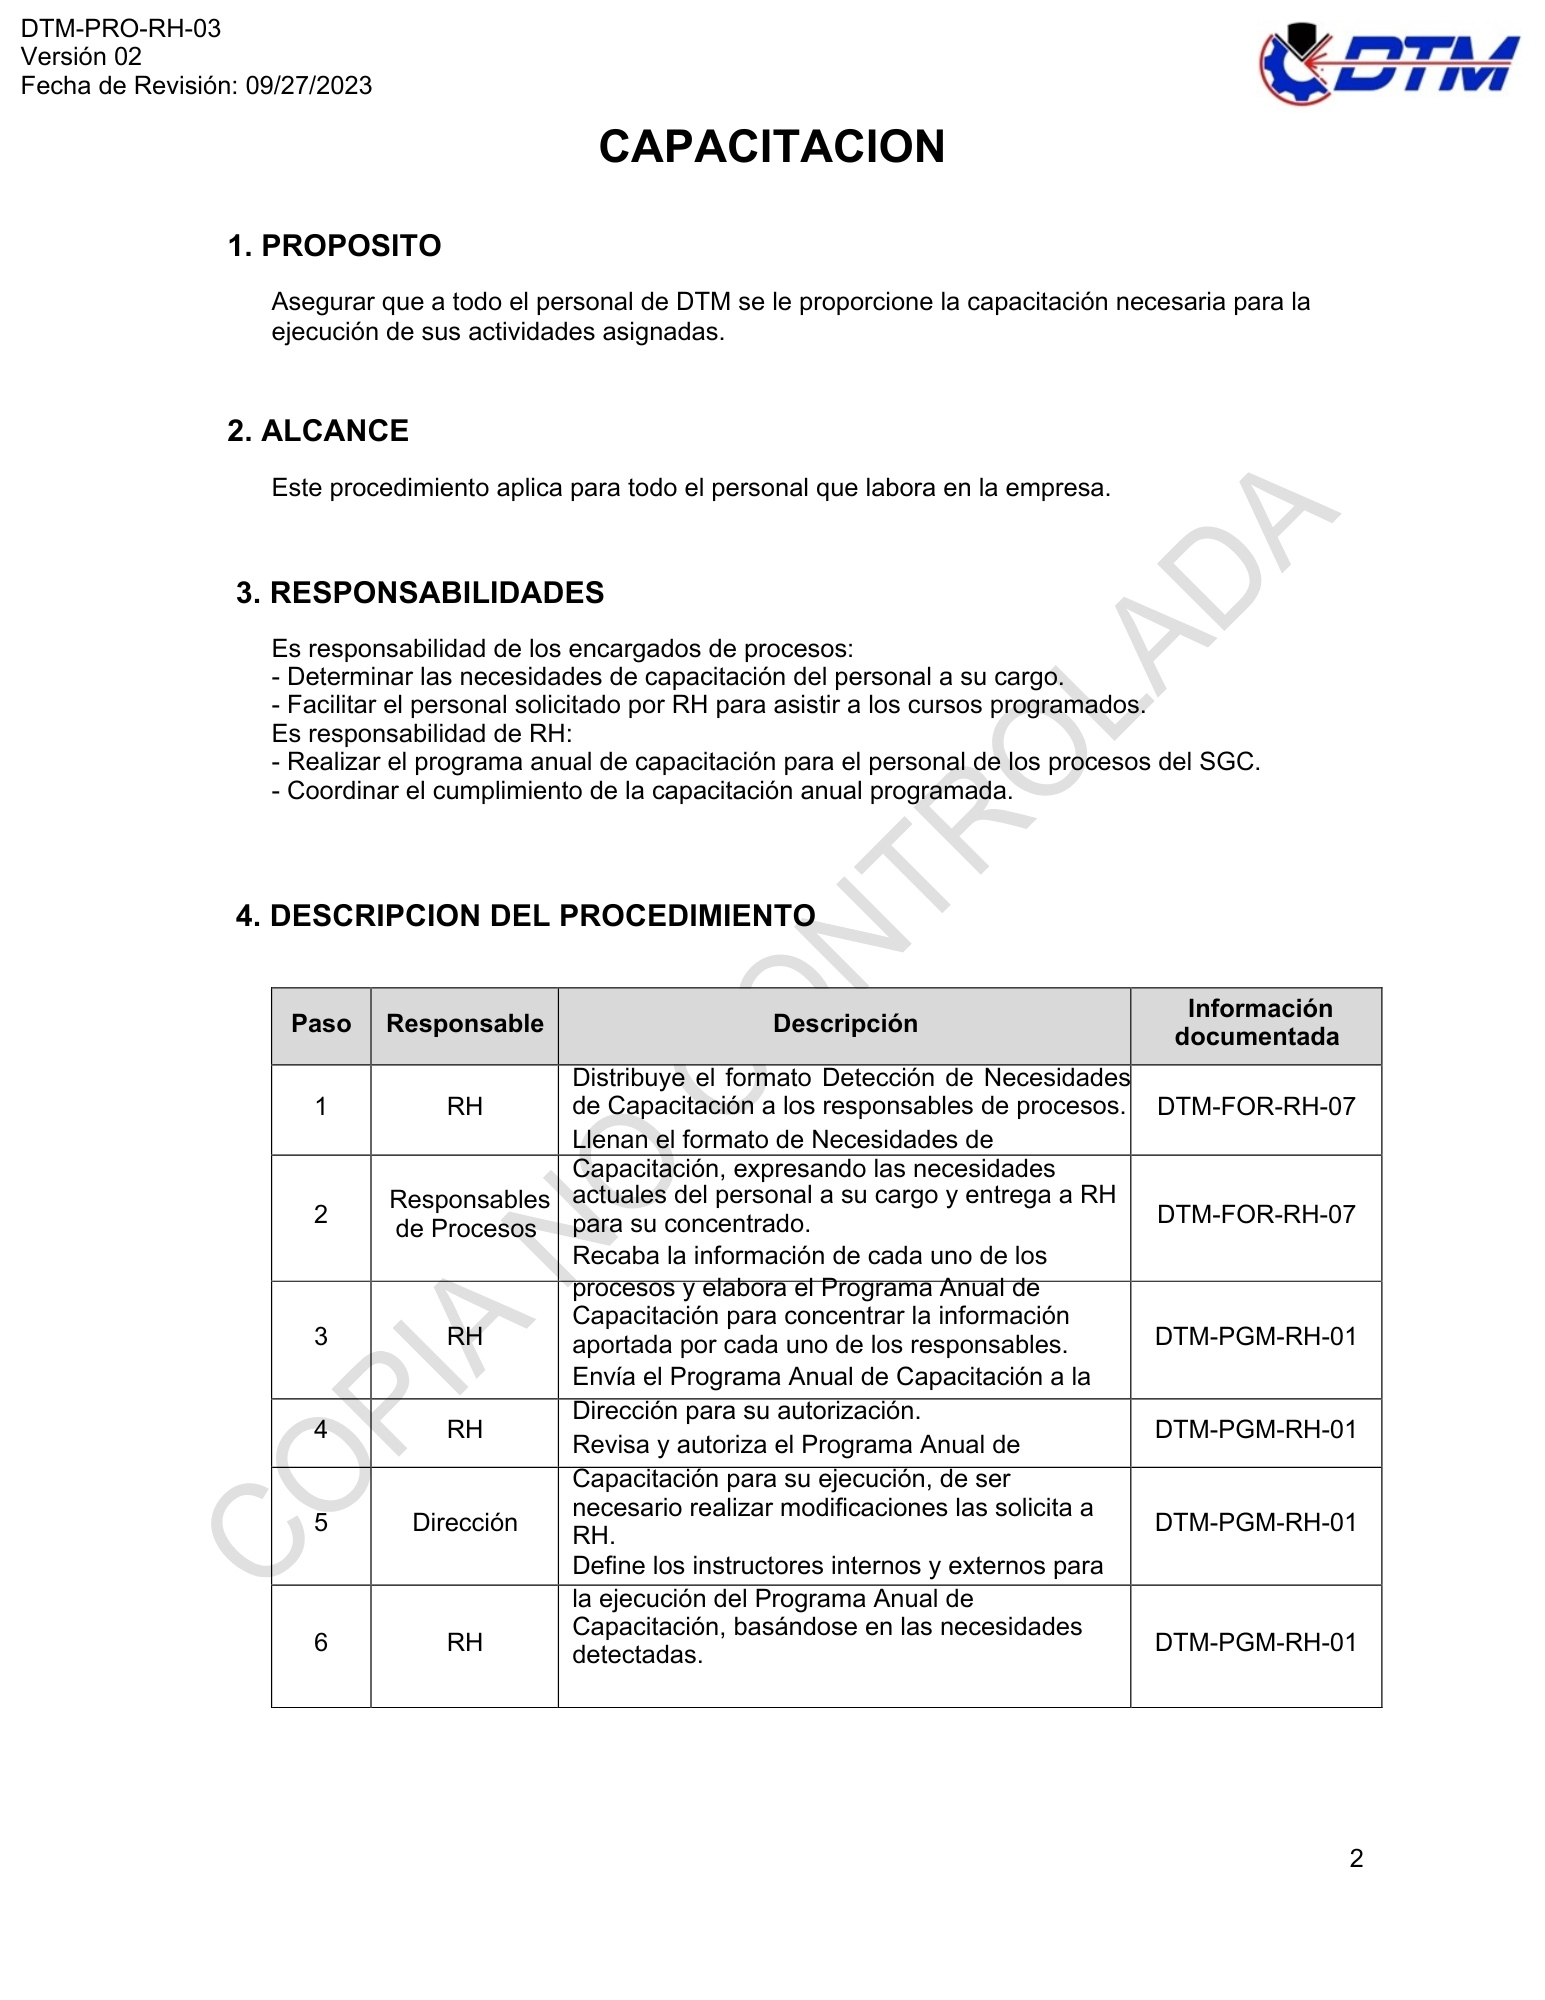 DTM-PRO-RH-03
Versión 02
Fecha de Revisión: 09/27/2023
DTM
CAPACITACION
1. PROPOSITO
Asegurar que a todo el personal de DTM se le proporcione la capacitación necesaria para la
ejecución de sus actividades asignadas.
2. ALCANCE
Este procedimiento aplica para todo el personal que labora en la empresa.
3. RESPONSABILIDADES
Es responsabilidad de los encargados de procesos:
- Determinar las necesidades de capacitación del personal a su cargo.
- Facilitar el personal solicitado por RH para asistir a los cursos programados.
Es responsabilidad de RH:
- Realizar el programa anual de capacitación para el personal de los procesos del SGC.
- Coordinar el cumplimiento de la capacitación anual programada.
4. DESCRIPCION DEL PROCEDIMIENTO
Paso
Responsable
Descripción
Información
documentada
1
RH
Distribuye el formato Detección de Necesidades
de Capacitación a los responsables de procesos.
DTM-FOR-RH-07
2
Responsables
de Procesos
Llenan el formato de Necesidades de
Capacitación, expresando las necesidades
actuales del personal a su cargo y entrega a RH
para su concentrado.
DTM-FOR-RH-07
3
RH
Recaba la información de cada uno de los
procesos y elabora el Programa Anual de
Capacitación para concentrar la información
aportada por cada uno de los responsables.
DTM-PGM-RH-01
4
RH
Envía el Programa Anual de Capacitación a la
Dirección para su autorización.
DTM-PGM-RH-01
5
Dirección
Revisa y autoriza el Programa Anual de
Capacitación para su ejecución, de ser
necesario realizar modificaciones las solicita a
RH.
DTM-PGM-RH-01
6
RH
Define los instructores internos y externos para
la ejecución del Programa Anual de
Capacitación, basándose en las necesidades
detectadas.
DTM-PGM-RH-01
COPIA NO CONTROLADA
2